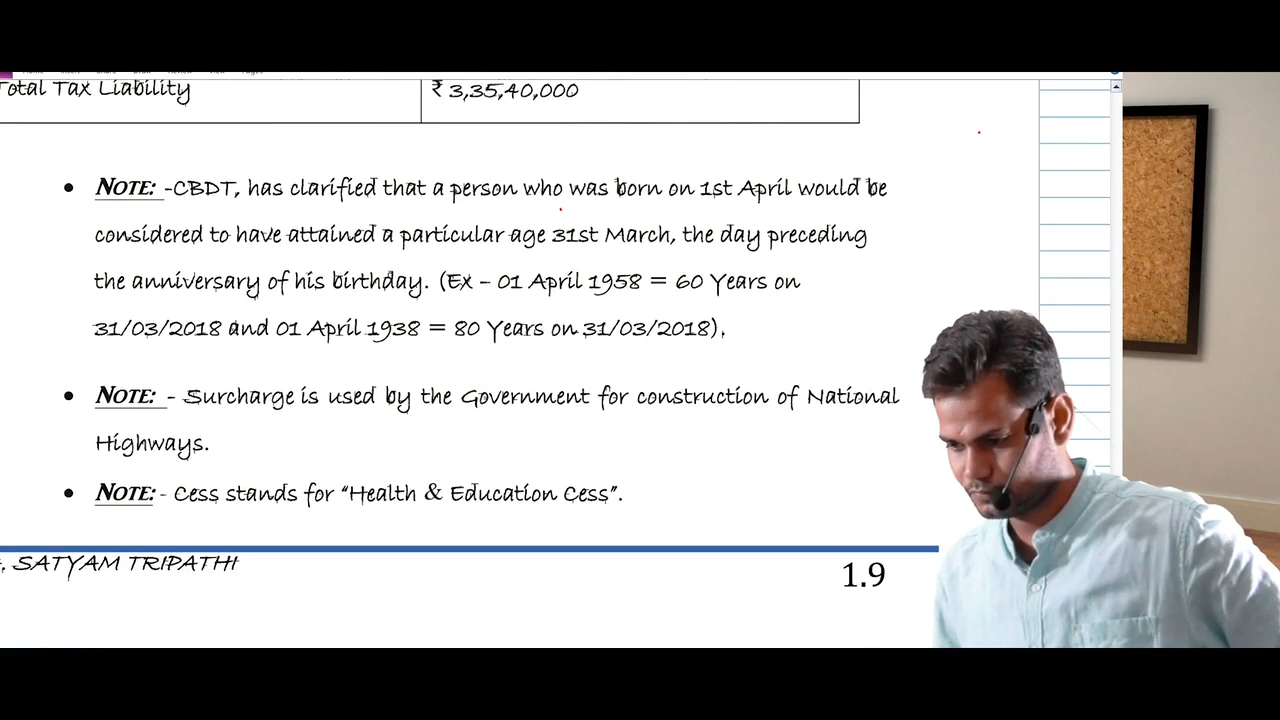 Total Tax Liability ₹ 3,35,40,000
• NOTE: -CBDT, has clarified that a person who was born on 1st April would be
considered to have attained a particular age 31st March, the day preceding
the anniversary of his birthday. (Ex – 01 April 1958 = 60 Years on
31/03/2018 and 01 April 1938 = 80 Years on 31/03/2018).
• NOTE: - Surcharge is used by the Government for construction of National
Highways.
• NOTE: - Cess stands for “Health & Education Cess”.
. SATYAM TRIPATHI
1.9